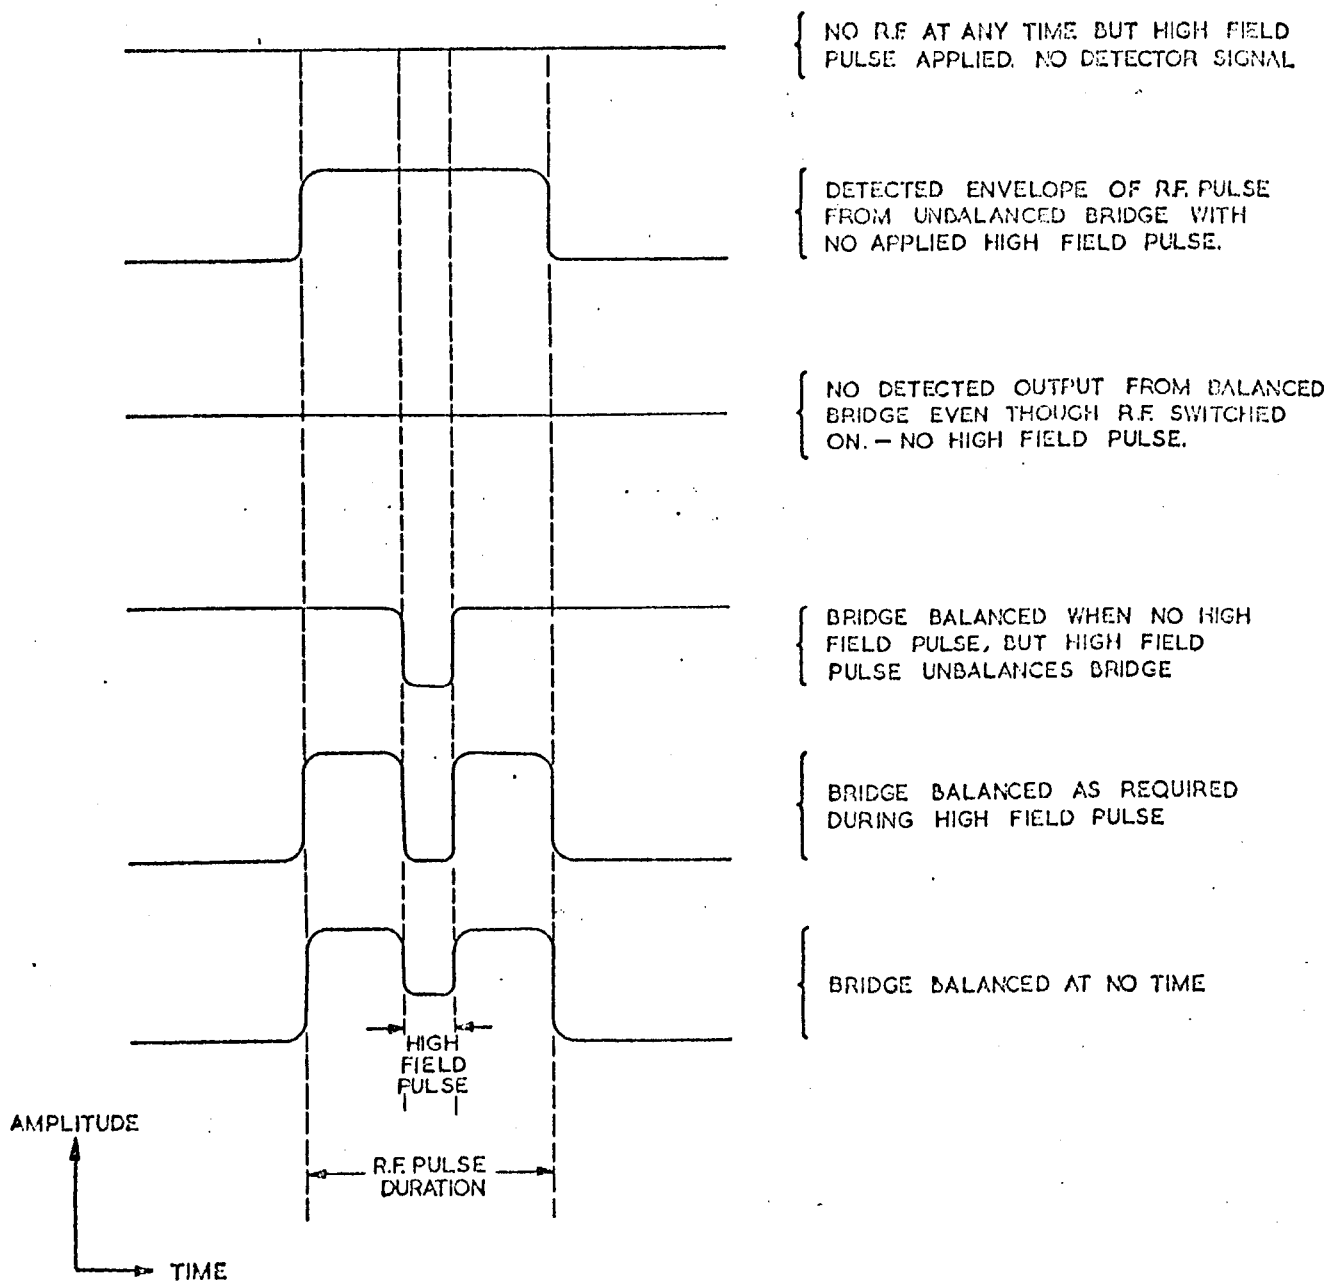 NO R.F. AT ANY TIME BUT HIGH FIELD
PULSE APPLIED. NO DETECTOR SIGNAL
DETECTED ENVELOPE OF R.F. PULSE
FROM UNBALANCED BRIDGE WITH
NO APPLIED HIGH FIELD PULSE.
NO DETECTED OUTPUT FROM BALANCED
BRIDGE EVEN THOUGH R.F. SWITCHED
ON. – NO HIGH FIELD PULSE.
BRIDGE BALANCED WHEN NO HIGH
FIELD PULSE, BUT HIGH FIELD
PULSE UNBALANCES BRIDGE
BRIDGE BALANCED AS REQUIRED
DURING HIGH FIELD PULSE
BRIDGE BALANCED AT NO TIME
HIGH
FIELD
PULSE
AMPLITUDE
R.F. PULSE
DURATION
TIME